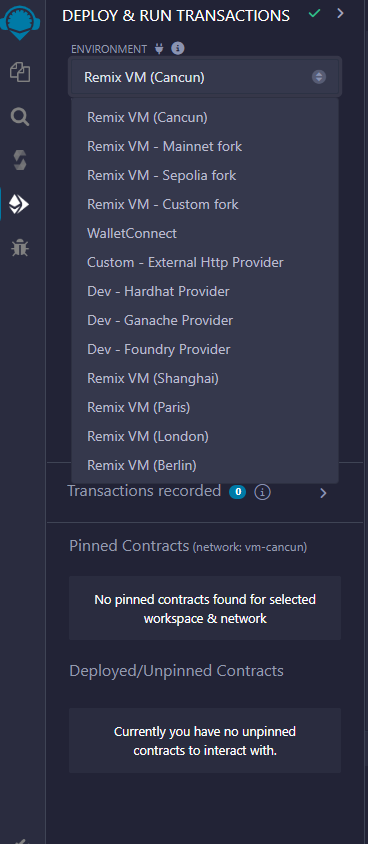 DEPLOY & RUN TRANSACTIONS
ENVIRONMENT
Remix VM (Cancun)
Remix VM (Cancun)
Remix VM - Mainnet fork
Remix VM - Sepolia fork
Remix VM - Custom fork
WalletConnect
Custom - External Http Provider
Dev - Hardhat Provider
Dev - Ganache Provider
Dev - Foundry Provider
Remix VM (Shanghai)
Remix VM (Paris)
Remix VM (London)
Remix VM (Berlin)
Transactions recorded 0
Pinned Contracts (network: vm-cancun)
No pinned contracts found for selected
workspace & network
Deployed/Unpinned Contracts
Currently you have no unpinned
contracts to interact with.